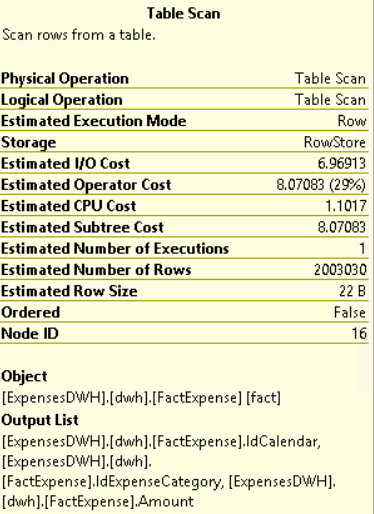 Table Scan
Scan rows from a table.
Physical Operation Table Scan
Logical Operation Table Scan
Estimated Execution Mode Row
Storage RowStore
Estimated I/O Cost 6.96913
Estimated Operator Cost 8.07083 (29%)
Estimated CPU Cost 1.1017
Estimated Subtree Cost 8.07083
Estimated Number of Executions 1
Estimated Number of Rows 2003030
Estimated Row Size 22 B
Ordered False
Node ID 16
Object
[ExpensesDWH].[dwh].[FactExpense] [fact]
Output List
[ExpensesDWH].[dwh].[FactExpense].IdCalendar,
[ExpensesDWH].[dwh].
[FactExpense].IdExpenseCategory, [ExpensesDWH].
[dwh].[FactExpense].Amount